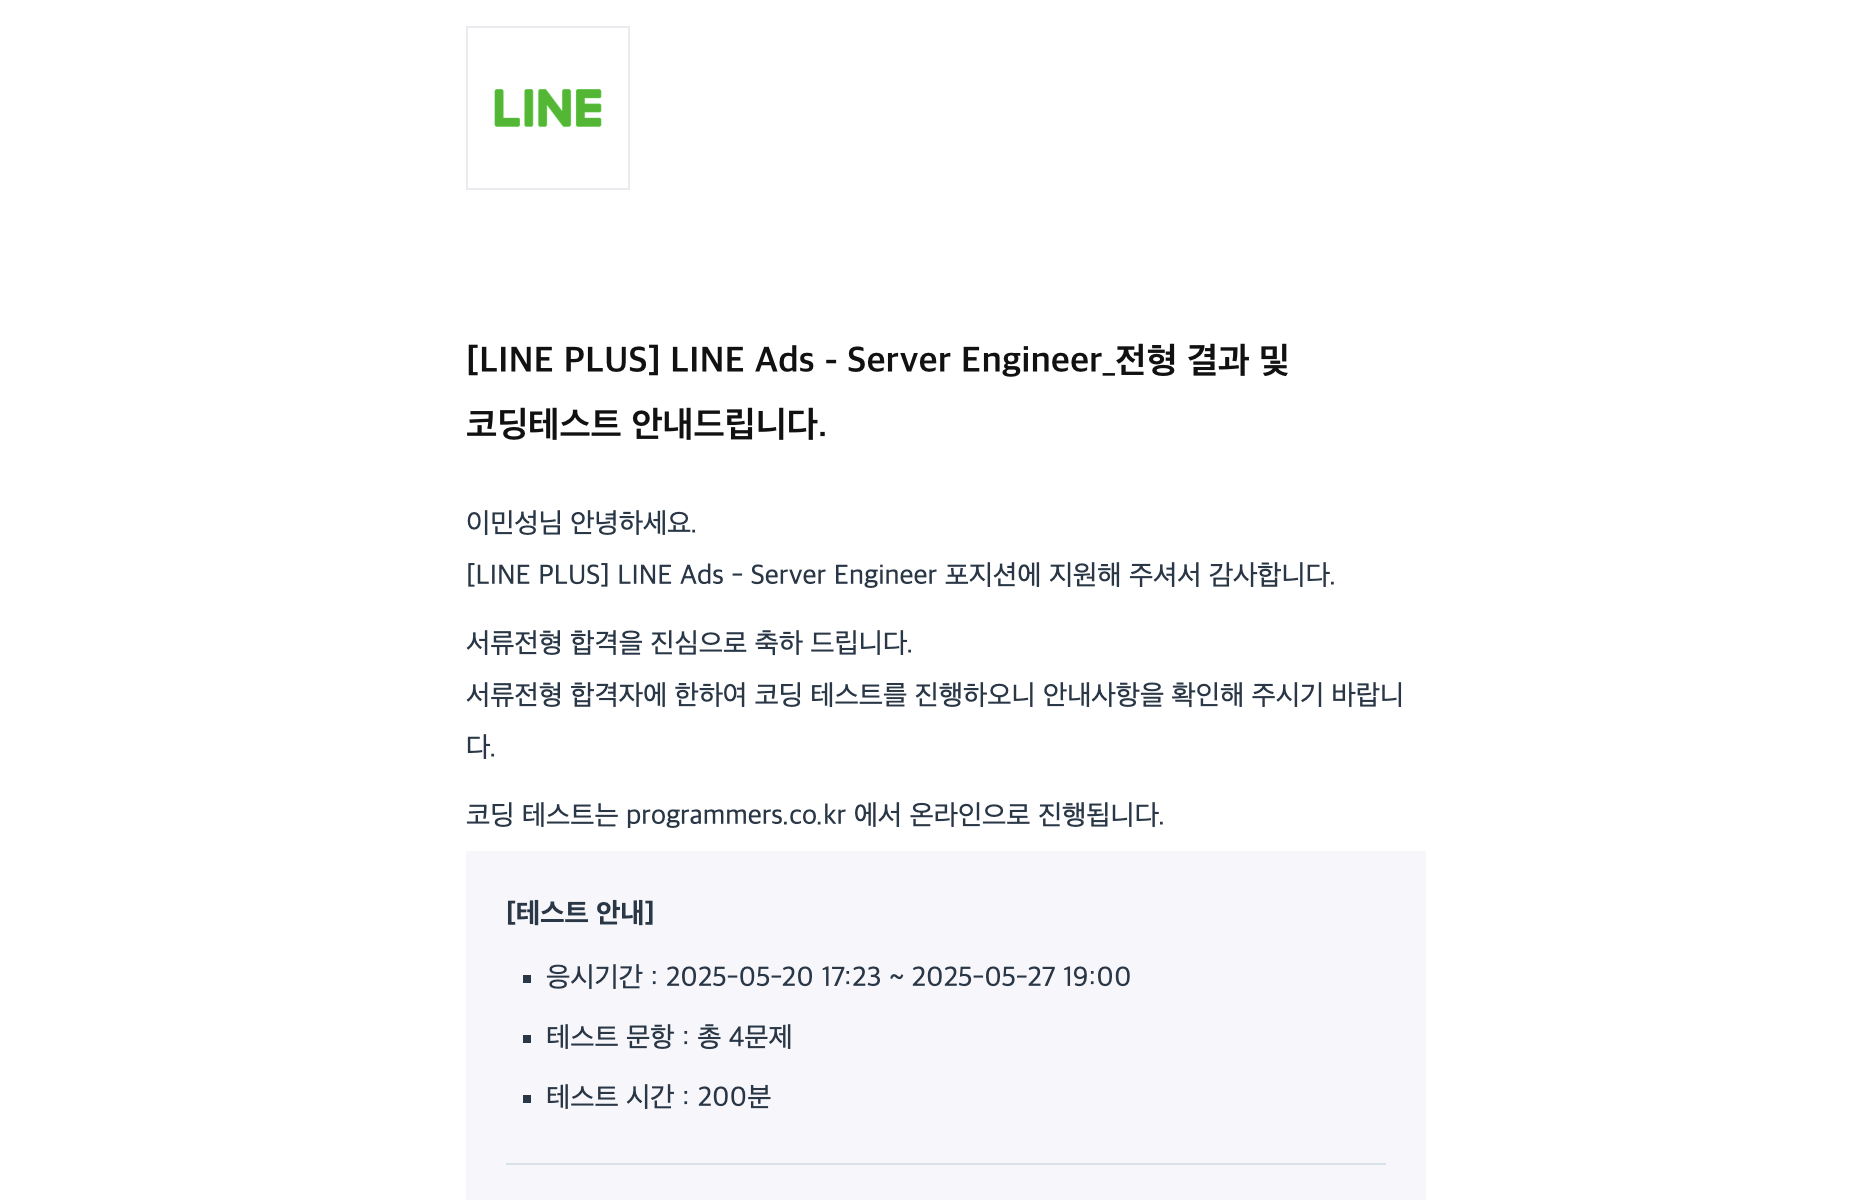 LINE
[LINE PLUS] LINE Ads - Server Engineer_전형 결과 및
코딩테스트 안내드립니다.
이민성님 안녕하세요.
[LINE PLUS] LINE Ads - Server Engineer 포지션에 지원해 주셔서 감사합니다.
서류전형 합격을 진심으로 축하 드립니다.
서류전형 합격자에 한하여 코딩 테스트를 진행하오니 안내사항을 확인해 주시기 바랍니
다.
코딩 테스트는 programmers.co.kr 에서 온라인으로 진행됩니다.
[테스트 안내]
▪ 응시기간 : 2025-05-20 17:23 ~ 2025-05-27 19:00
▪ 테스트 문항 : 총 4문제
▪ 테스트 시간 : 200분